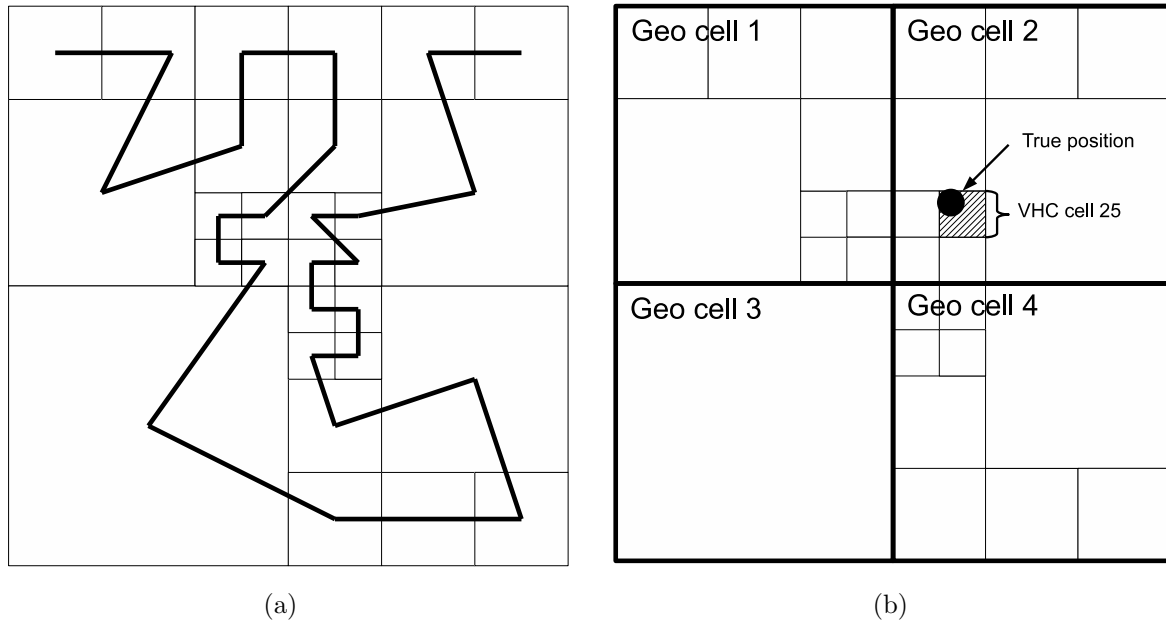 Geo cell 1
Geo cell 2
True position
VHC cell 25
Geo cell 3
Geo cell 4
(a)
(b)